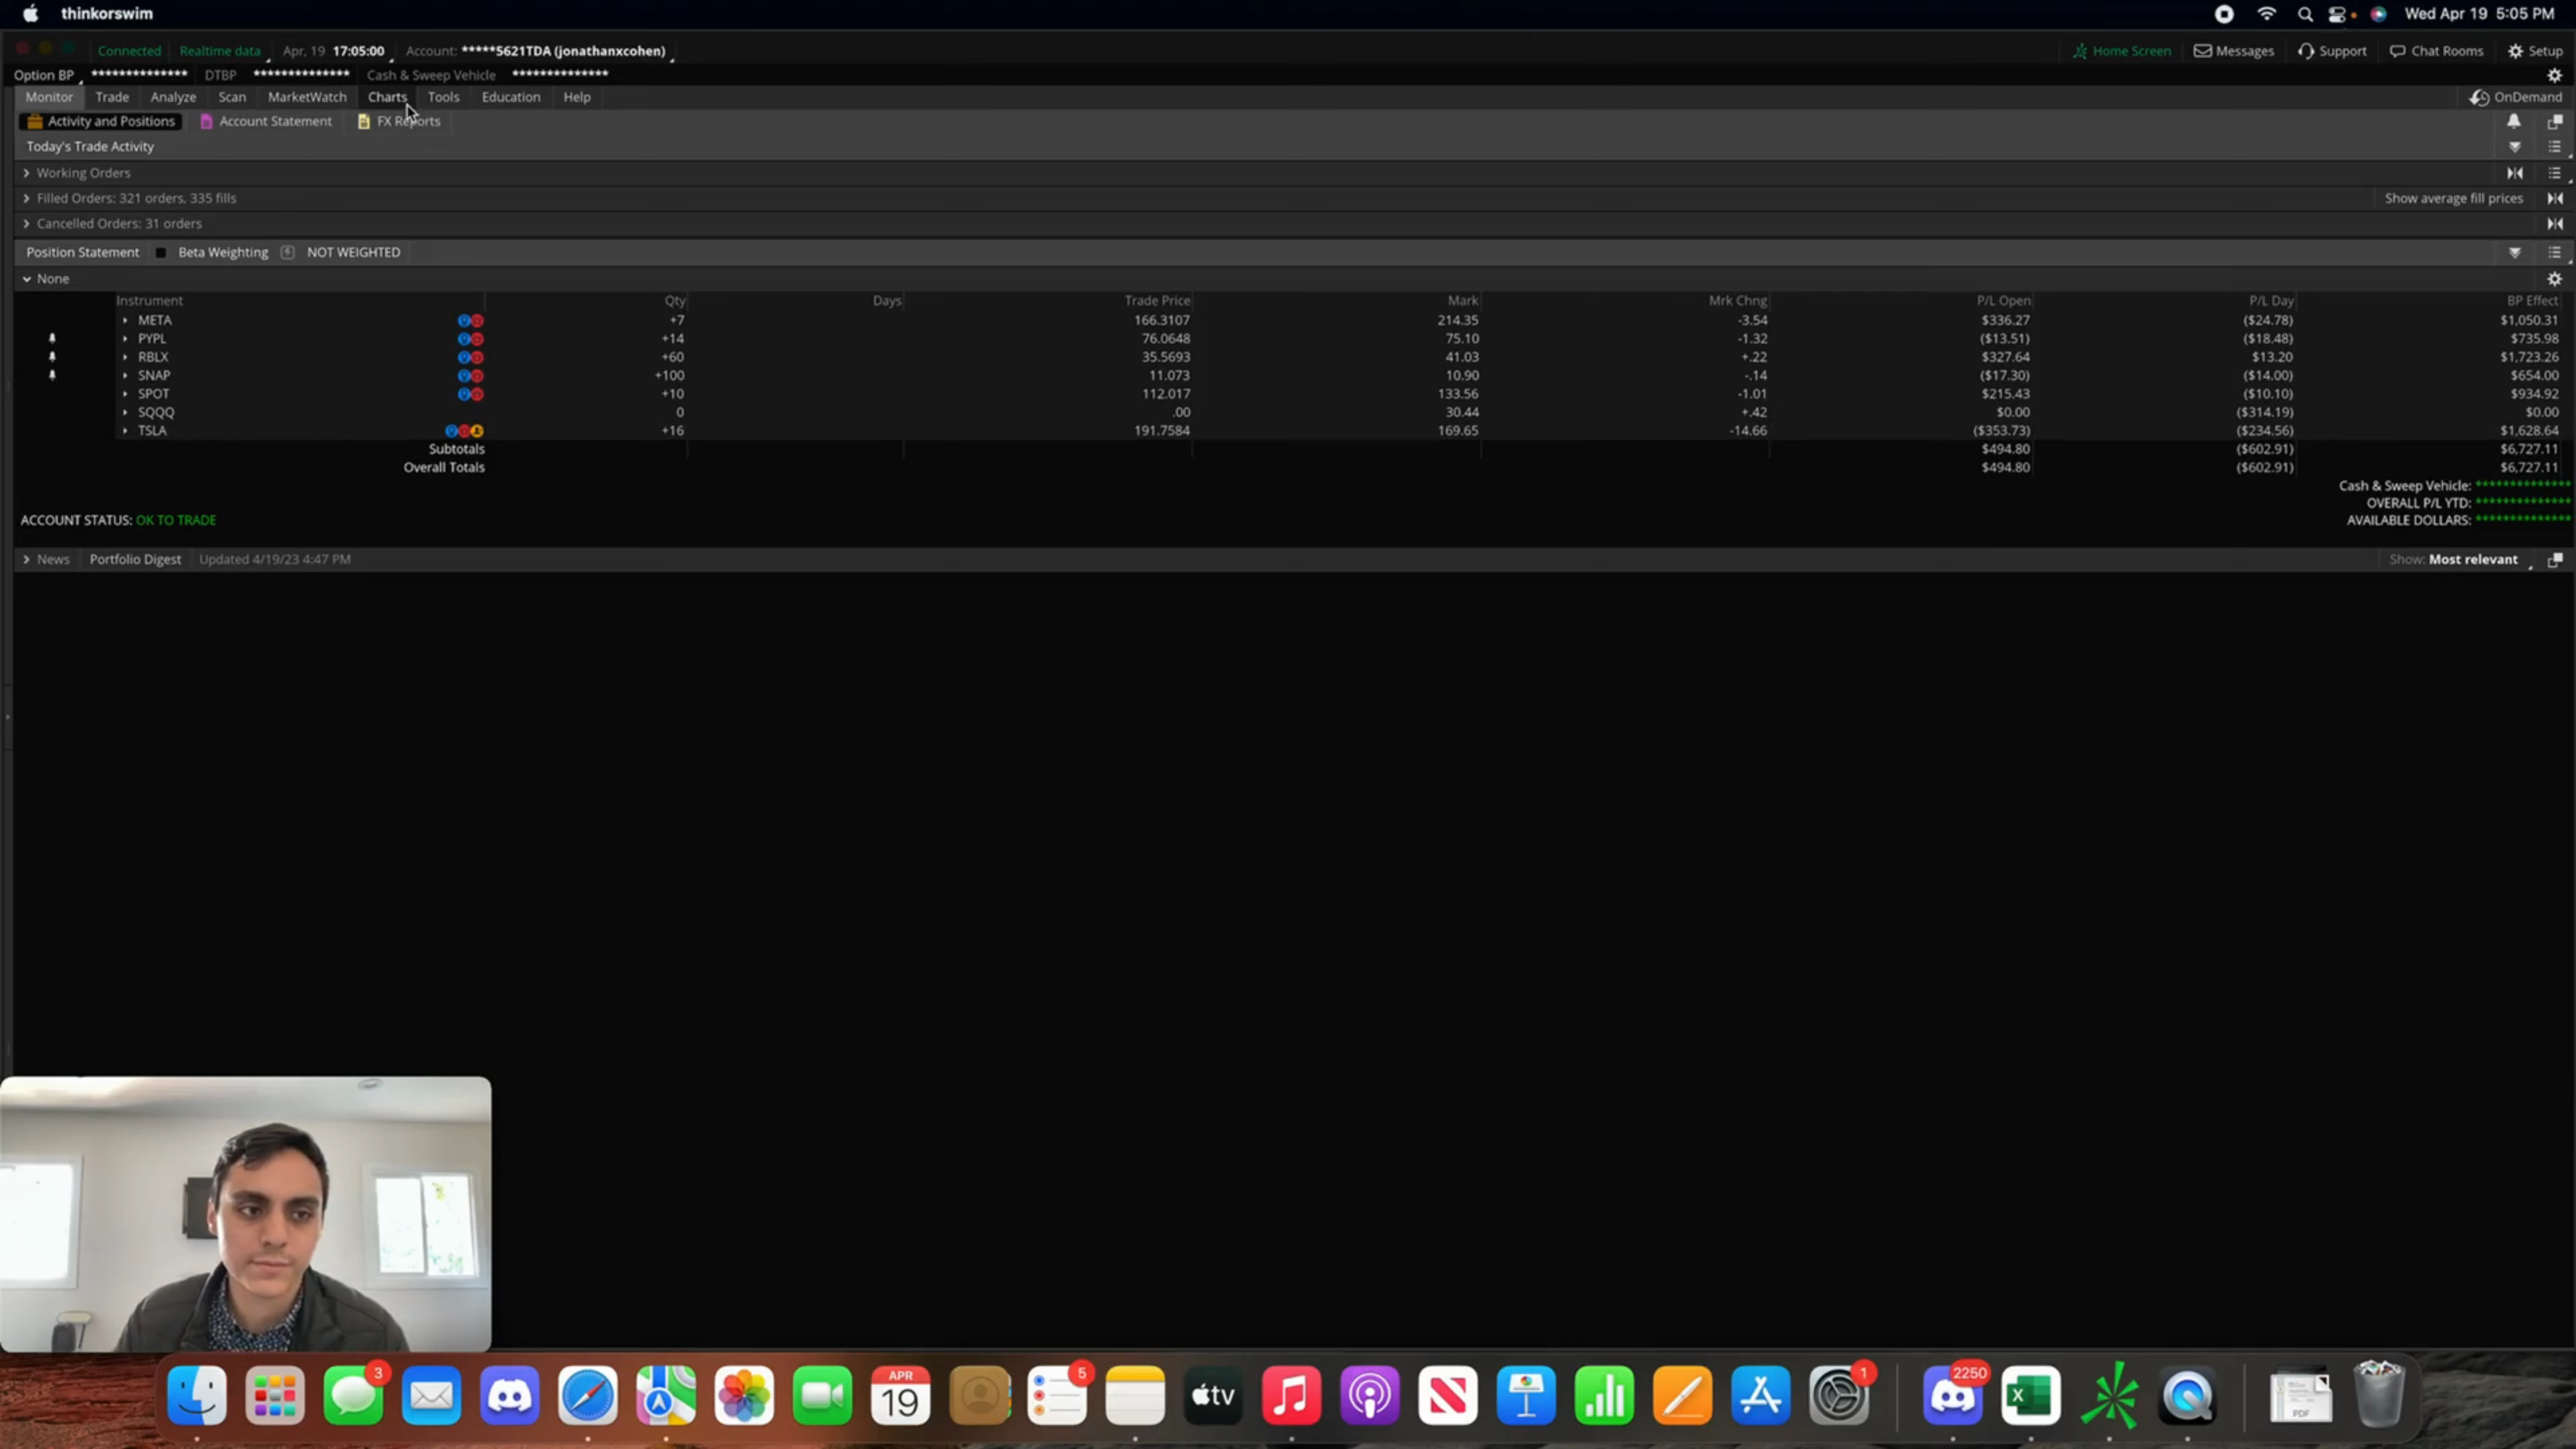 thinkorswim Wed Apr 19 5:05 PM
Connected Realtime data Apr, 19 17:05:00 Account: *****5621TDA (jonathanxcohen) Home Screen Messages Support Chat Rooms Setup
Option BP ************** DTBP ************** Cash & Sweep Vehicle **************
Monitor Trade Analyze Scan MarketWatch Charts Tools Education Help OnDemand
Activity and Positions Account Statement FX Reports
Today's Trade Activity
Working Orders
Filled Orders: 321 orders, 335 fills Show average fill prices
Cancelled Orders: 31 orders
Position Statement Beta Weighting NOT WEIGHTED
None
Instrument Qty Days Trade Price Mark Mrk Chng P/L Open P/L Day BP Effect
META +7 166.3107 214.35 -3.54 $336.27 ($24.78) $1,050.31
PYPL +14 76.0648 75.10 -1.32 ($13.51) ($18.48) $735.98
RBLX +60 35.5693 41.03 +.22 $327.64 $13.20 $1,723.26
SNAP +100 11.073 10.90 -.14 ($17.30) ($14.00) $654.00
SPOT +10 112.017 133.56 -1.01 $215.43 ($10.10) $934.92
SQQQ 0 .00 30.44 +.42 $0.00 ($314.19) $0.00
TSLA +16 191.7584 169.65 -14.66 ($353.73) ($234.56) $1,628.64
Subtotals $494.80 ($602.91) $6,727.11
Overall Totals $494.80 ($602.91) $6,727.11
Cash & Sweep Vehicle: **************
OVERALL P/L YTD: **************
ACCOUNT STATUS: OK TO TRADE AVAILABLE DOLLARS: **************
News Portfolio Digest Updated 4/19/23 4:47 PM Show: Most relevant
3 APR 19 5 tv 1 2250 X PDF